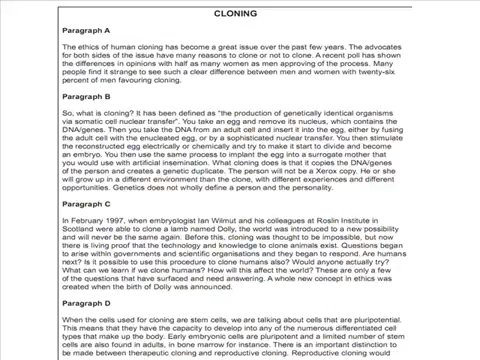 CLONING
Paragraph A
The ethics of human cloning has become a great issue over the past few years. The advocates
for both sides of the issue have many reasons to clone or not to clone. A recent poll has shown
the differences in opinions with half as many women as men approving of the process. Many
people find it strange to see such a clear difference between men and women with twenty-six
percent of men favouring cloning.
Paragraph B
So, what is cloning? It has been defined as "the production of genetically identical organisms
via somatic cell nuclear transfer". You take an egg and remove its nucleus, which contains the
DNA/genes. Then you take the DNA from an adult cell and insert it into the egg, either by fusing
the adult cell with the enucleated egg, or by a sophisticated nuclear transfer. You then stimulate
the reconstructed egg electrically or chemically and try to make it start to divide and become
an embryo. You then use the same process to implant the egg into a surrogate mother that
you would use with artificial insemination. What cloning does is that it copies the DNA/genes
of the person and creates a genetic duplicate. The person will not be a Xerox copy. He or she
will grow up in a different environment than the clone, with different experiences and different
opportunities. Genetics does not wholly define a person and the personality.
Paragraph C
In February 1997, when embryologist Ian Wilmut and his colleagues at Roslin Institute in
Scotland were able to clone a lamb named Dolly, the world was introduced to a new possibility
and will never be the same again. Before this, cloning was thought to be impossible, but now
there is living proof that the technology and knowledge to clone animals exist. Questions began
to arise within governments and scientific organisations and they began to respond. Are humans
next? Is it possible to use this procedure to clone humans also? Would anyone actually try?
What can we learn if we clone humans? How will this affect the world? These are only a few
of the questions that have surfaced and need answering. A whole new concept in ethics was
created when the birth of Dolly was announced.
Paragraph D
When the cells used for cloning are stem cells, we are talking about cells that are pluripotential.
This means that they have the capacity to develop into any of the numerous differentiated cell
types that make up the body. Early embryonic cells are pluripotent and a limited number of stem
cells are also found in adults, in bone marrow for instance. There is an important distinction to
be made between therapeutic cloning and reproductive cloning. Reproductive cloning would